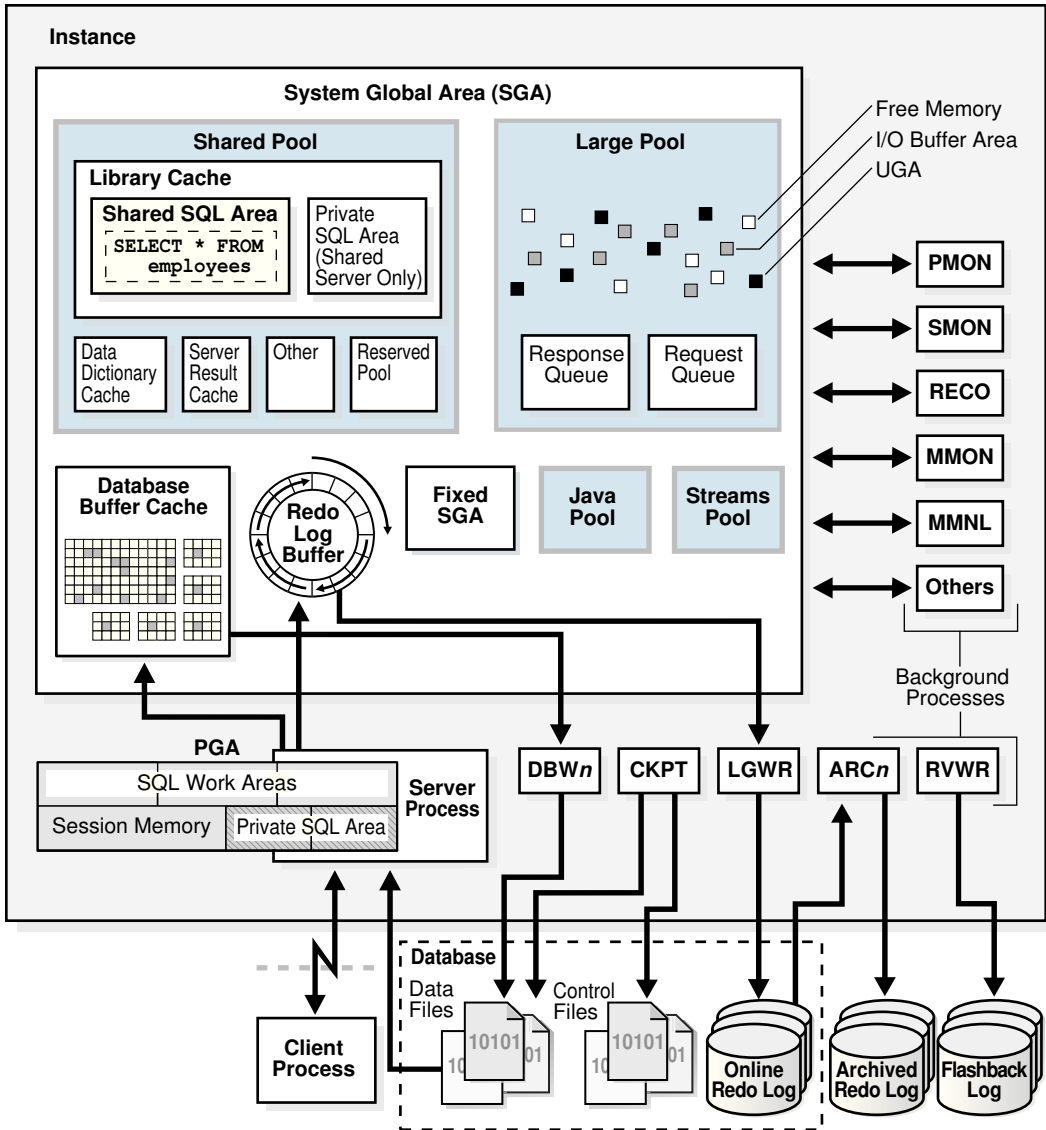 Instance
System Global Area (SGA)
Shared Pool
Library Cache
Shared SQL Area
SELECT * FROM
employees
Private
SQL Area
(Shared
Server Only)
Data
Dictionary
Cache
Server
Result
Cache
Other
Reserved
Pool
Large Pool
Response
Queue
Request
Queue
Free Memory
I/O Buffer Area
UGA
Database
Buffer Cache
Redo
Log
Buffer
Fixed
SGA
Java
Pool
Streams
Pool
PMON
SMON
RECO
MMON
MMNL
Others
Background
Processes
PGA
SQL Work Areas
Session Memory
Private SQL Area
Server
Process
DBWn
CKPT
LGWR
ARCn
RVWR
Client
Process
Database
Data
Files
10101
10
01
Control
Files
10101
10
01
Online
Redo Log
Archived
Redo Log
Flashback
Log